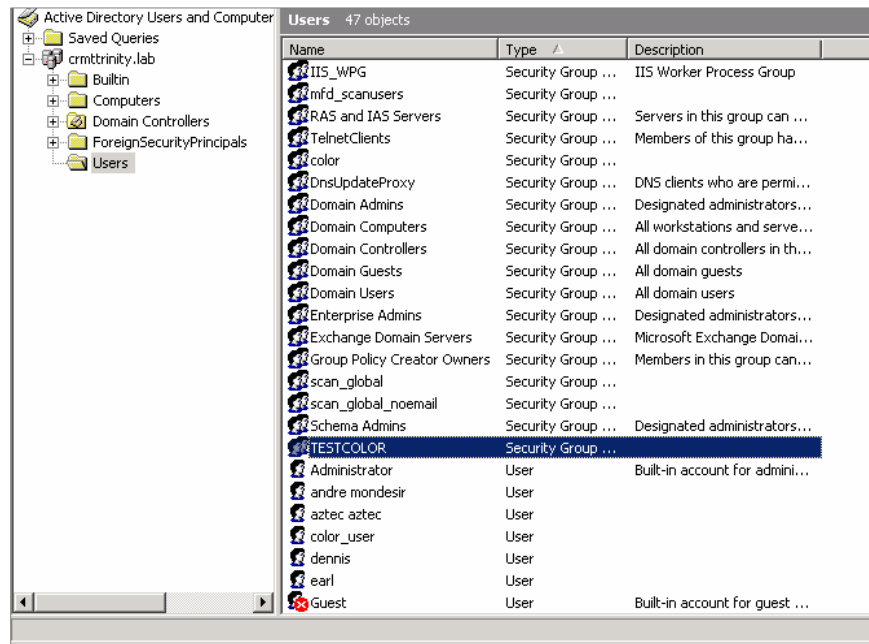 Active Directory Users and Computer
Saved Queries
crmttrinity.lab
Builtin
Computers
Domain Controllers
ForeignSecurityPrincipals
Users
Users 47 objects
Name Type Description
IIS_WPG Security Group ... IIS Worker Process Group
mfd_scanusers Security Group ...
RAS and IAS Servers Security Group ... Servers in this group can ...
TelnetClients Security Group ... Members of this group ha...
color Security Group ...
DnsUpdateProxy Security Group ... DNS clients who are permi...
Domain Admins Security Group ... Designated administrators...
Domain Computers Security Group ... All workstations and serve...
Domain Controllers Security Group ... All domain controllers in th...
Domain Guests Security Group ... All domain guests
Domain Users Security Group ... All domain users
Enterprise Admins Security Group ... Designated administrators...
Exchange Domain Servers Security Group ... Microsoft Exchange Domai...
Group Policy Creator Owners Security Group ... Members in this group can...
scan_global Security Group ...
scan_global_noemail Security Group ...
Schema Admins Security Group ... Designated administrators...
TESTCOLOR Security Group ...
Administrator User Built-in account for admini...
andre mondesir User
aztec aztec User
color_user User
dennis User
earl User
Guest User Built-in account for guest ...